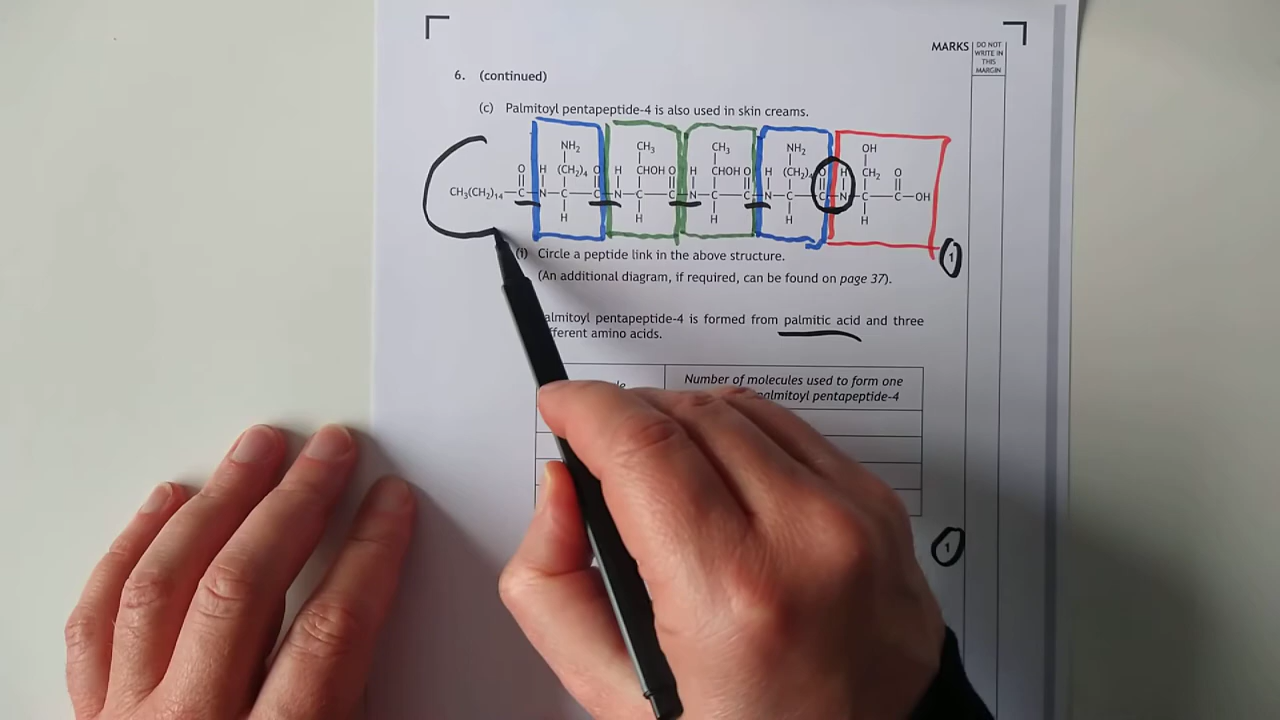 MARKS
DO NOT
WRITE IN
THIS
MARGIN
6. (continued)
(c) Palmitoyl pentapeptide-4 is also used in skin creams.
NH₂ CH₃ CH₃ NH₂ OH
O H (CH₂)₄ O H CHOH O H CHOH O H (CH₂)₄ O H CH₂ O
CH₃(CH₂)₁₄ C N C C N C C N C C N C C N C C OH
H H H H H
(i) Circle a peptide link in the above structure.
1
(An additional diagram, if required, can be found on page 37).
almitoyl pentapeptide-4 is formed from palmitic acid and three
fferent amino acids.
Number of molecules used to form one
almitoyl pentapeptide-4
1